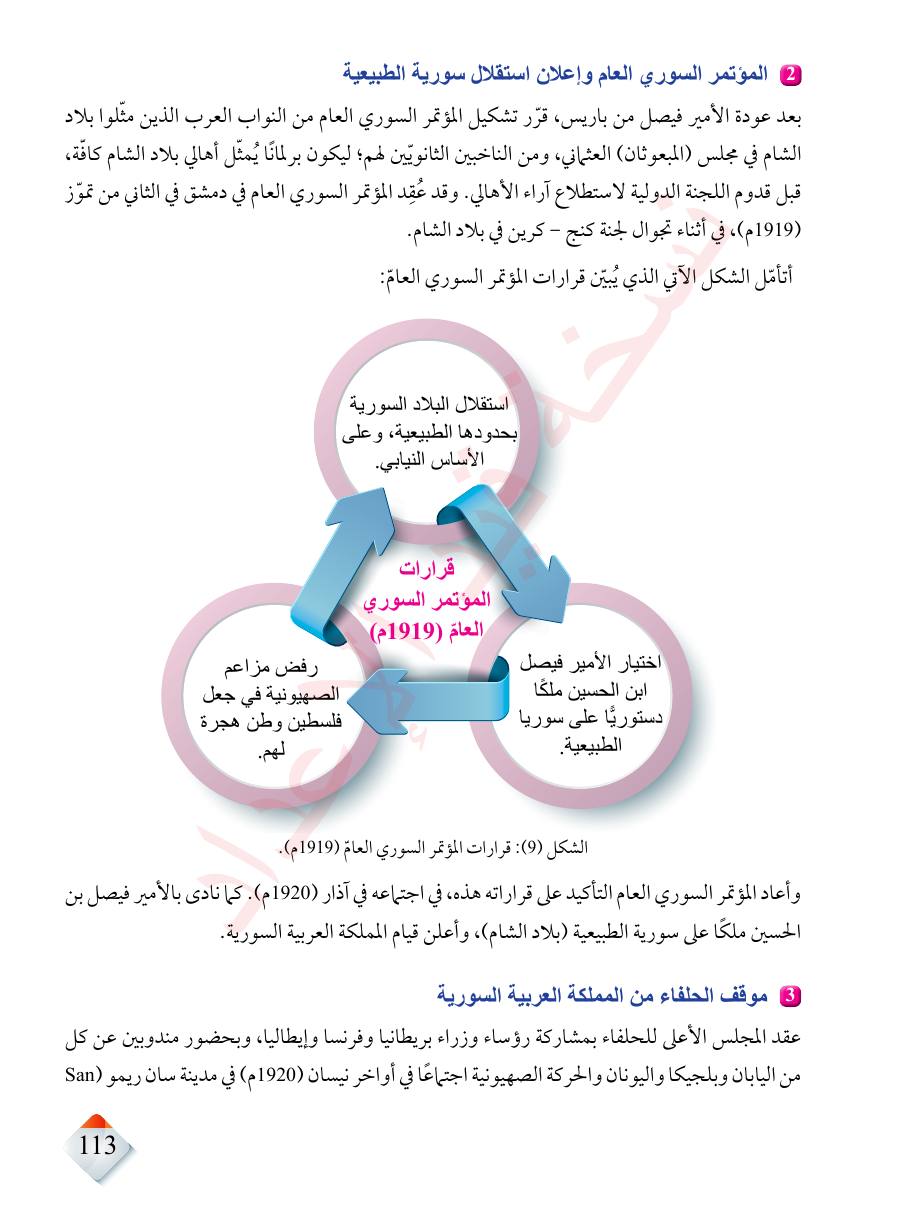 2 المؤتمر السوري العام وإعلان استقلال سورية الطبيعية
بعد عودة الأمير فيصل من باريس، قرّر تشكيل المؤتمر السوري العام من النواب العرب الذين مثّلوا بلاد
الشام في مجلس (المبعوثان) العثماني، ومن الناخبين الثانويّين لهم؛ ليكون برلمانًا يُمثّل أهالي بلاد الشام كافّة،
قبل قدوم اللجنة الدولية لاستطلاع آراء الأهالي. وقد عُقِد المؤتمر السوري العام في دمشق في الثاني من تموّز
(1919م)، في أثناء تجوال لجنة كنج – كرين في بلاد الشام.
أتأمّل الشكل الآتي الذي يُبيّن قرارات المؤتمر السوري العامّ:
استقلال البلاد السورية
بحدودها الطبيعية، وعلى
الأساس النيابي.
قرارات
المؤتمر السوري
العامّ (1919م)
اختيار الأمير فيصل
ابن الحسين ملكًا
دستوريًّا على سوريا
الطبيعية.
رفض مزاعم
الصهيونية في جعل
فلسطين وطن هجرة
لهم.
الشكل (9): قرارات المؤتمر السوري العامّ (1919م).
وأعاد المؤتمر السوري العام التأكيد على قراراته هذه، في اجتماعه في آذار (1920م). كما نادى بالأمير فيصل بن
الحسين ملكًا على سورية الطبيعية (بلاد الشام)، وأعلن قيام المملكة العربية السورية.
3 موقف الحلفاء من المملكة العربية السورية
عقد المجلس الأعلى للحلفاء بمشاركة رؤساء وزراء بريطانيا وفرنسا وإيطاليا، وبحضور مندوبين عن كل
من اليابان وبلجيكا واليونان والحركة الصهيونية اجتماعًا في أواخر نيسان (1920م) في مدينة سان ريمو (San
113
نسخة قيد الإعداد